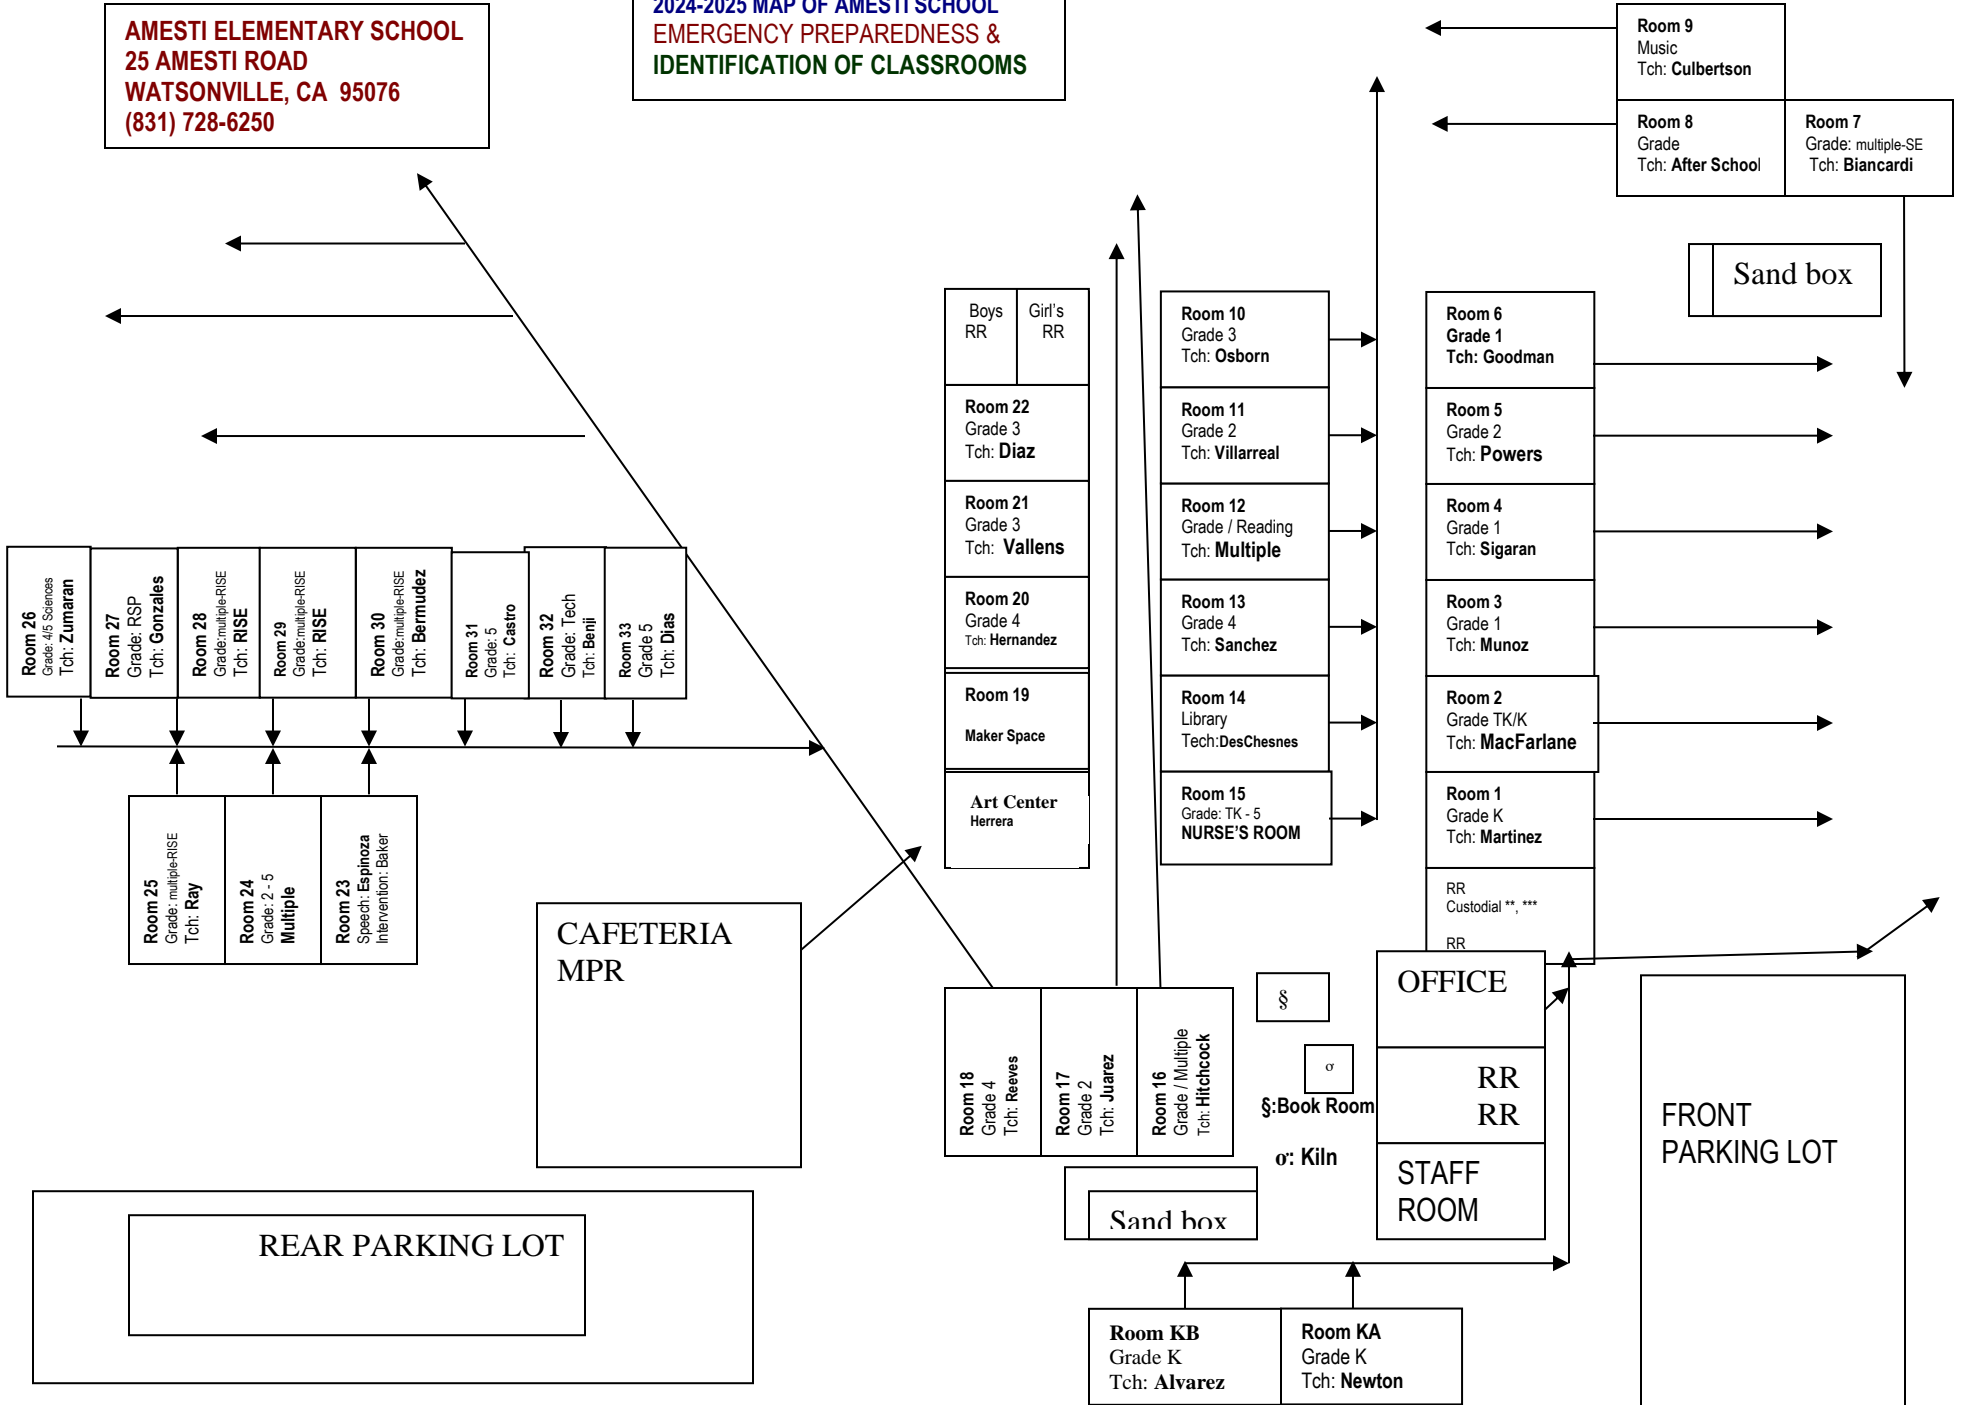 AMESTI ELEMENTARY SCHOOL
25 AMESTI ROAD
WATSONVILLE, CA  95076
(831) 728-6250
2024-2025 MAP OF AMESTI SCHOOL
EMERGENCY PREPAREDNESS &
IDENTIFICATION OF CLASSROOMS
Room 9
Music
Tch: Culbertson
Room 8
Grade
Tch: After School
Room 7
Grade: multiple-SE
Tch: Biancardi
Sand box
Boys
RR
Girl's
RR
Room 22
Grade 3
Tch: Diaz
Room 21
Grade 3
Tch: Vallens
Room 20
Grade 4
Tch: Hernandez
Room 19
Maker Space
Art Center
Herrera
Room 10
Grade 3
Tch: Osborn
Room 11
Grade 2
Tch: Villarreal
Room 12
Grade / Reading
Tch: Multiple
Room 13
Grade 4
Tch: Sanchez
Room 14
Library
Tech:DesChesnes
Room 15
Grade: TK - 5
NURSE'S ROOM
Room 6
Grade 1
Tch: Goodman
Room 5
Grade 2
Tch: Powers
Room 4
Grade 1
Tch: Sigaran
Room 3
Grade 1
Tch: Munoz
Room 2
Grade TK/K
Tch: MacFarlane
Room 1
Grade K
Tch: Martinez
RR
Custodial **, ***
RR
Room 26
Grade: 4/5 Sciences
Tch: Zumaran
Room 27
Grade: RSP
Tch: Gonzales
Room 28
Grade:multiple-RISE
Tch: RISE
Room 29
Grade:multiple-RISE
Tch: RISE
Room 30
Grade:multiple-RISE
Tch: Bermudez
Room 31
Grade: 5
Tch: Castro
Room 32
Grade: Tech
Tch: Benji
Room 33
Grade 5
Tch: Dias
Room 25
Grade: multiple-RISE
Tch: Ray
Room 24
Grade: 2 - 5
Multiple
Room 23
Speech: Espinoza
Intervention: Baker
CAFETERIA
MPR
Room 18
Grade 4
Tch: Reeves
Room 17
Grade 2
Tch: Juarez
Room 16
Grade / Multiple
Tch: Hitchcock
§
σ
§:Book Room
σ: Kiln
OFFICE
RR
RR
STAFF
ROOM
FRONT
PARKING LOT
Sand box
REAR PARKING LOT
Room KB
Grade K
Tch: Alvarez
Room KA
Grade K
Tch: Newton